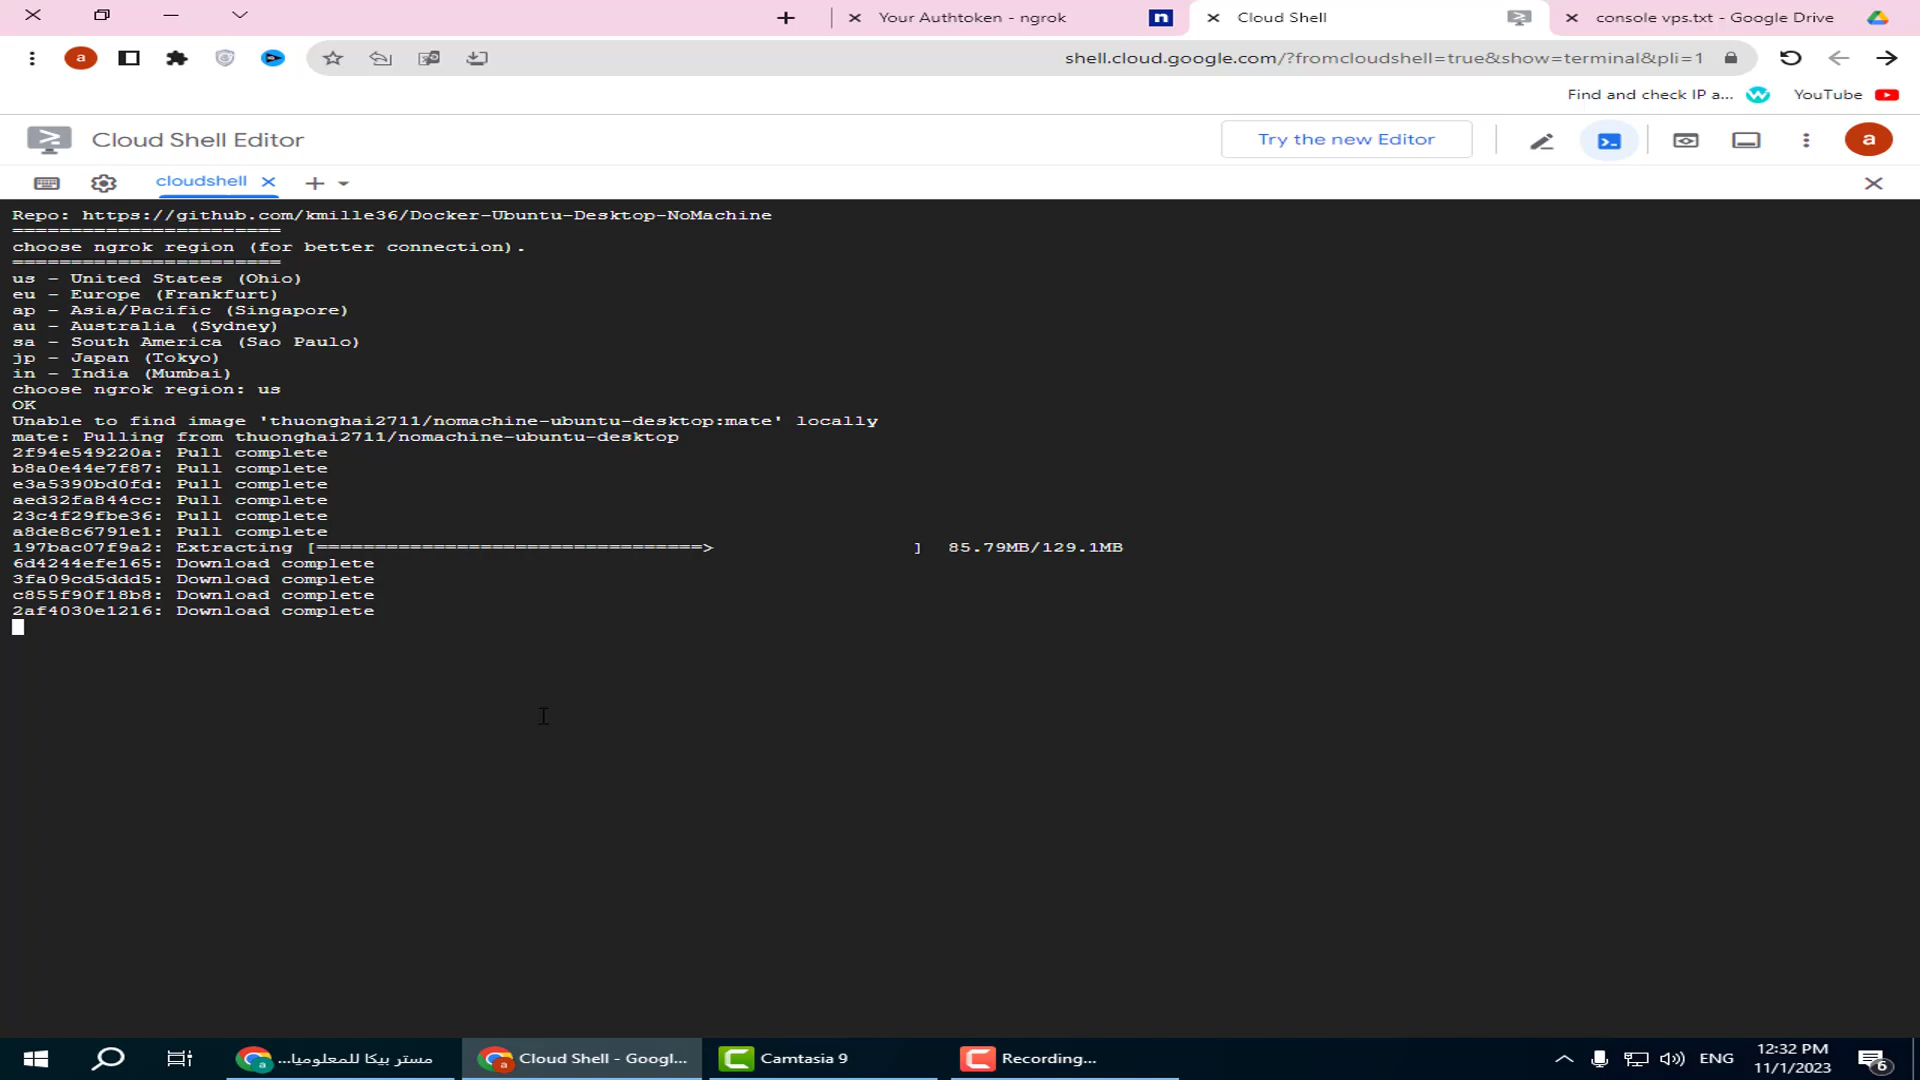 Your Authtoken - ngrok
Cloud Shell
console vps.txt - Google Drive
a
shell.cloud.google.com/?fromcloudshell=true&show=terminal&pli=1
Find and check IP a...
YouTube
Cloud Shell Editor
Try the new Editor
a
cloudshell
Repo: https://github.com/kmille36/Docker-Ubuntu-Desktop-NoMachine
=======================
choose ngrok region (for better connection).
=======================
us - United States (Ohio)
eu - Europe (Frankfurt)
ap - Asia/Pacific (Singapore)
au - Australia (Sydney)
sa - South America (Sao Paulo)
jp - Japan (Tokyo)
in - India (Mumbai)
choose ngrok region: us
OK
Unable to find image 'thuonghai2711/nomachine-ubuntu-desktop:mate' locally
mate: Pulling from thuonghai2711/nomachine-ubuntu-desktop
2f94e549220a: Pull complete
b8a0e44e7f87: Pull complete
e3a5390bd0fd: Pull complete
aed32fa844cc: Pull complete
23c4f29fbe36: Pull complete
a8de8c6791e1: Pull complete
197bac07f9a2: Extracting [=================================>                 ]  85.79MB/129.1MB
6d4244efe165: Download complete
3fa09cd5ddd5: Download complete
c855f90f18b8: Download complete
2af4030e1216: Download complete
مستر بيكا للمعلوميا...
Cloud Shell - Googl...
Camtasia 9
Recording...
ENG
12:32 PM
11/1/2023
6